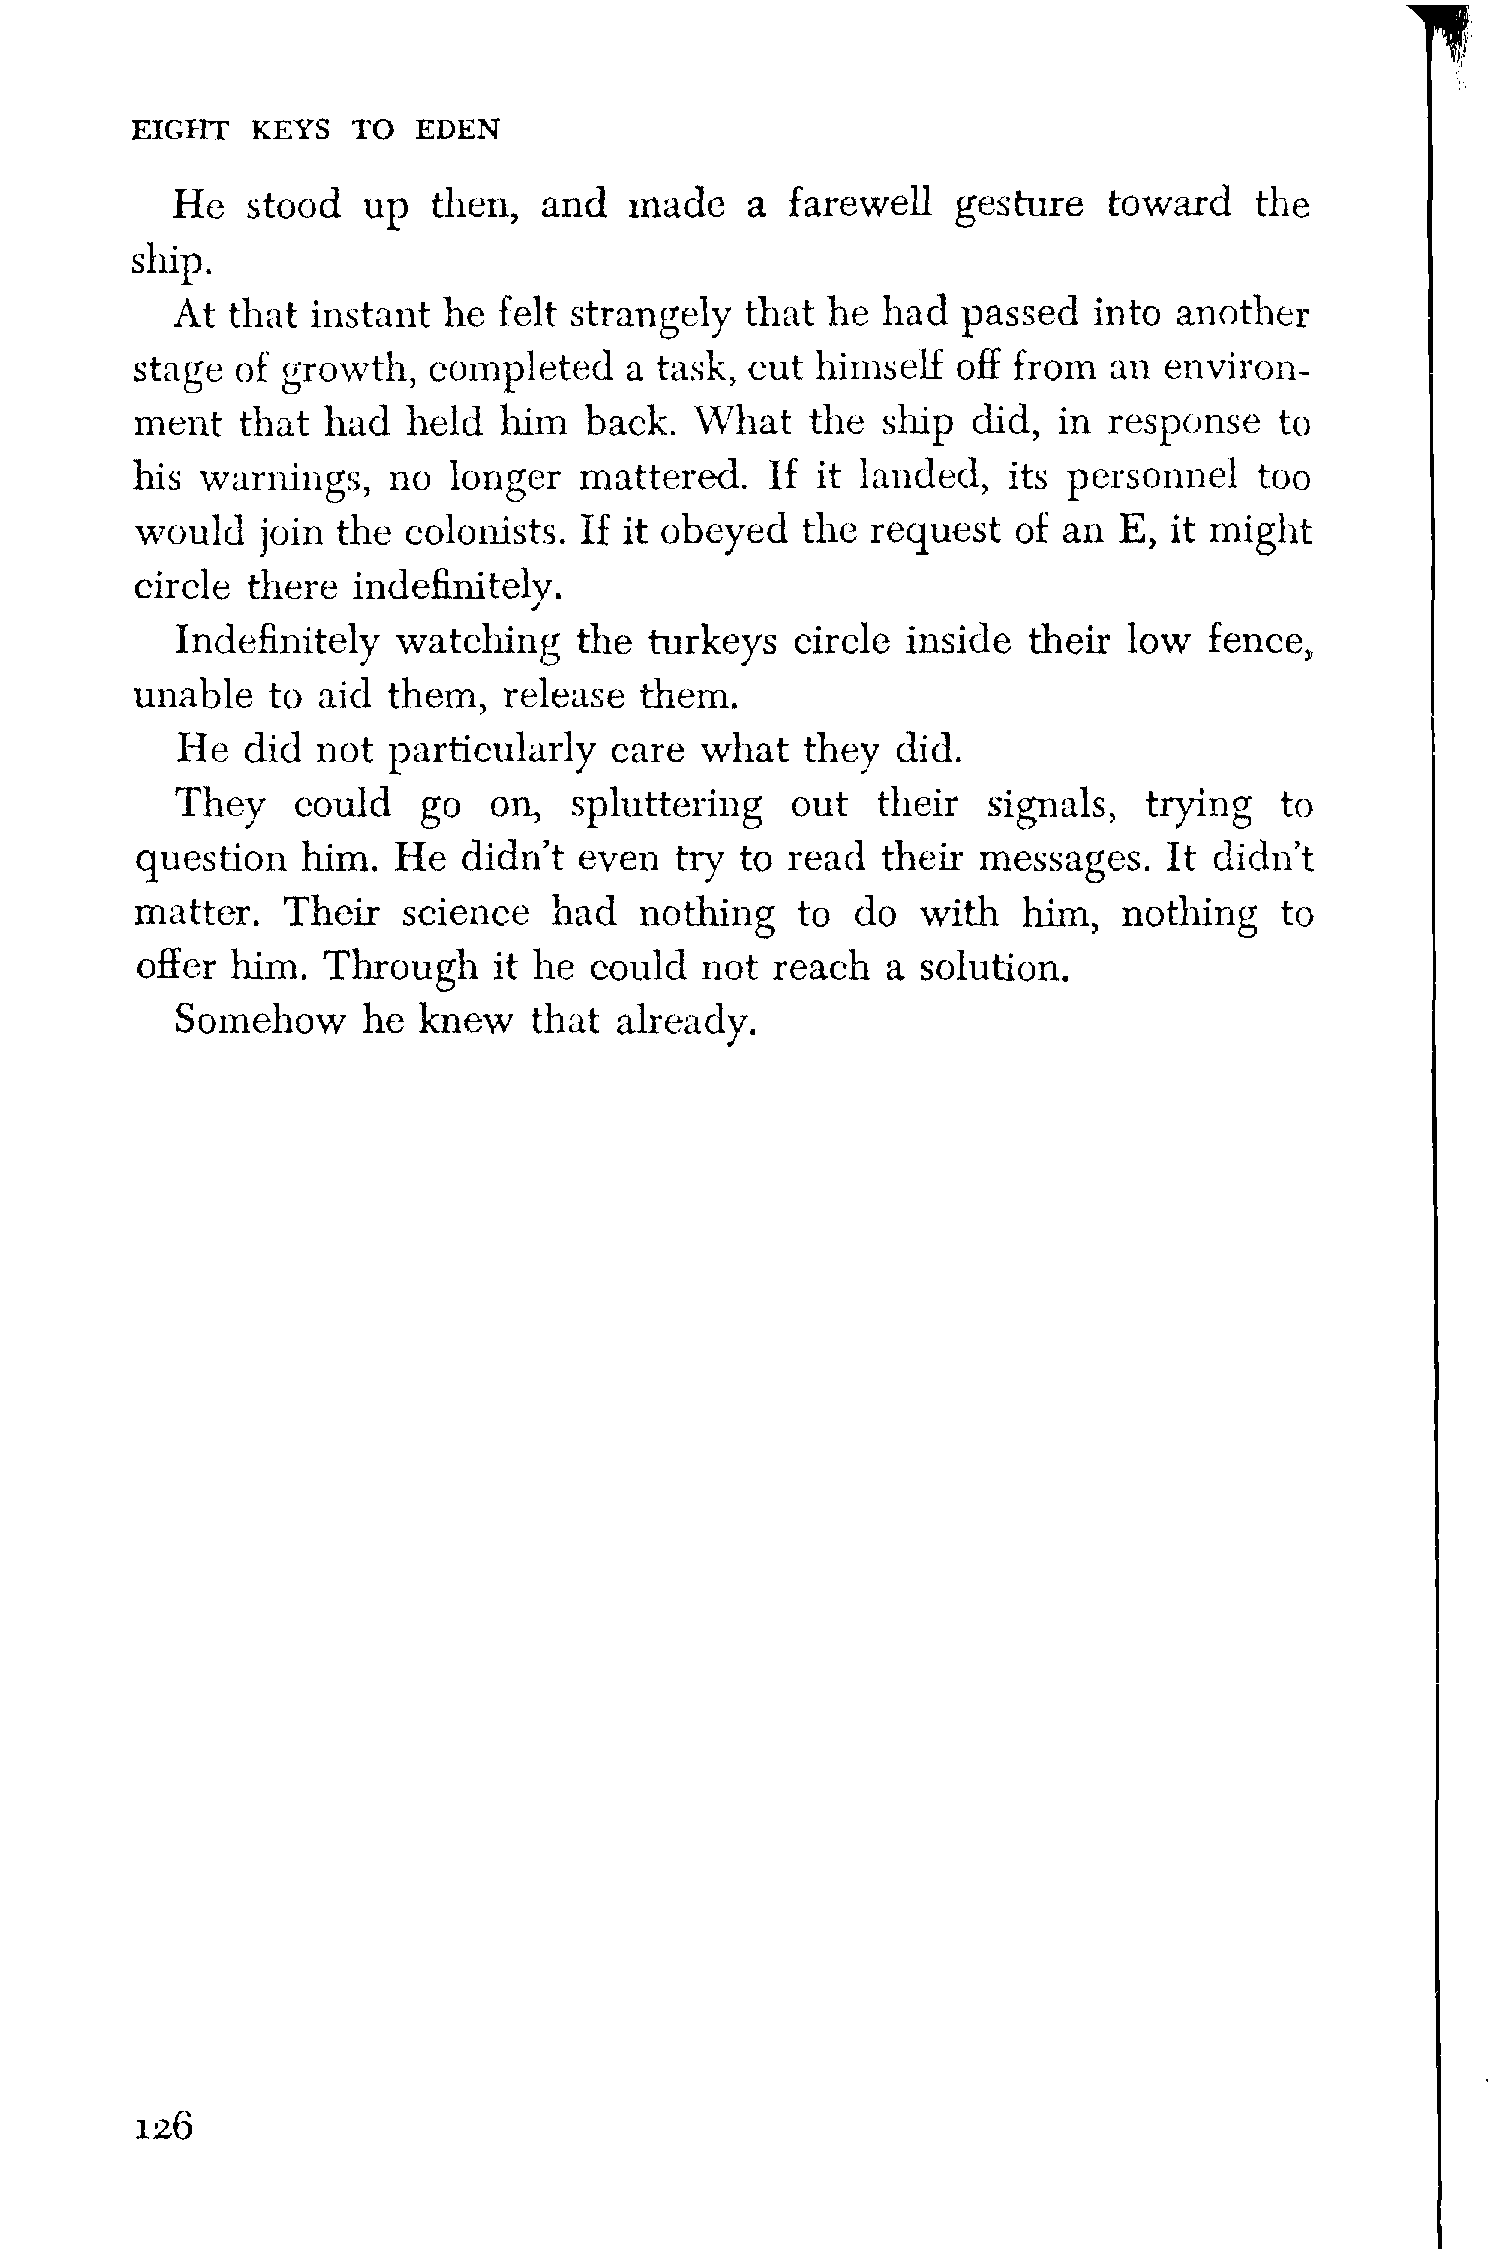 EIGHT KEYS TO EDEN
He stood up then, and made a farewell gesture toward the
ship.
At that instant he felt strangely that he had passed into another
stage of growth, completed a task, cut himself off from an environ-
ment that had held him back. What the ship did, in response to
his warnings, no longer mattered. If it landed, its personnel too
would join the colonists. If it obeyed the request of an E, it might
circle there indefinitely.
Indefinitely watching the turkeys circle inside their low fence,
unable to aid them, release them.
He did not particularly care what they did.
They could go on, spluttering out their signals, trying to
question him. He didn't even try to read their messages. It didn't
matter. Their science had nothing to do with him, nothing to
offer him. Through it he could not reach a solution.
Somehow he knew that already.
126